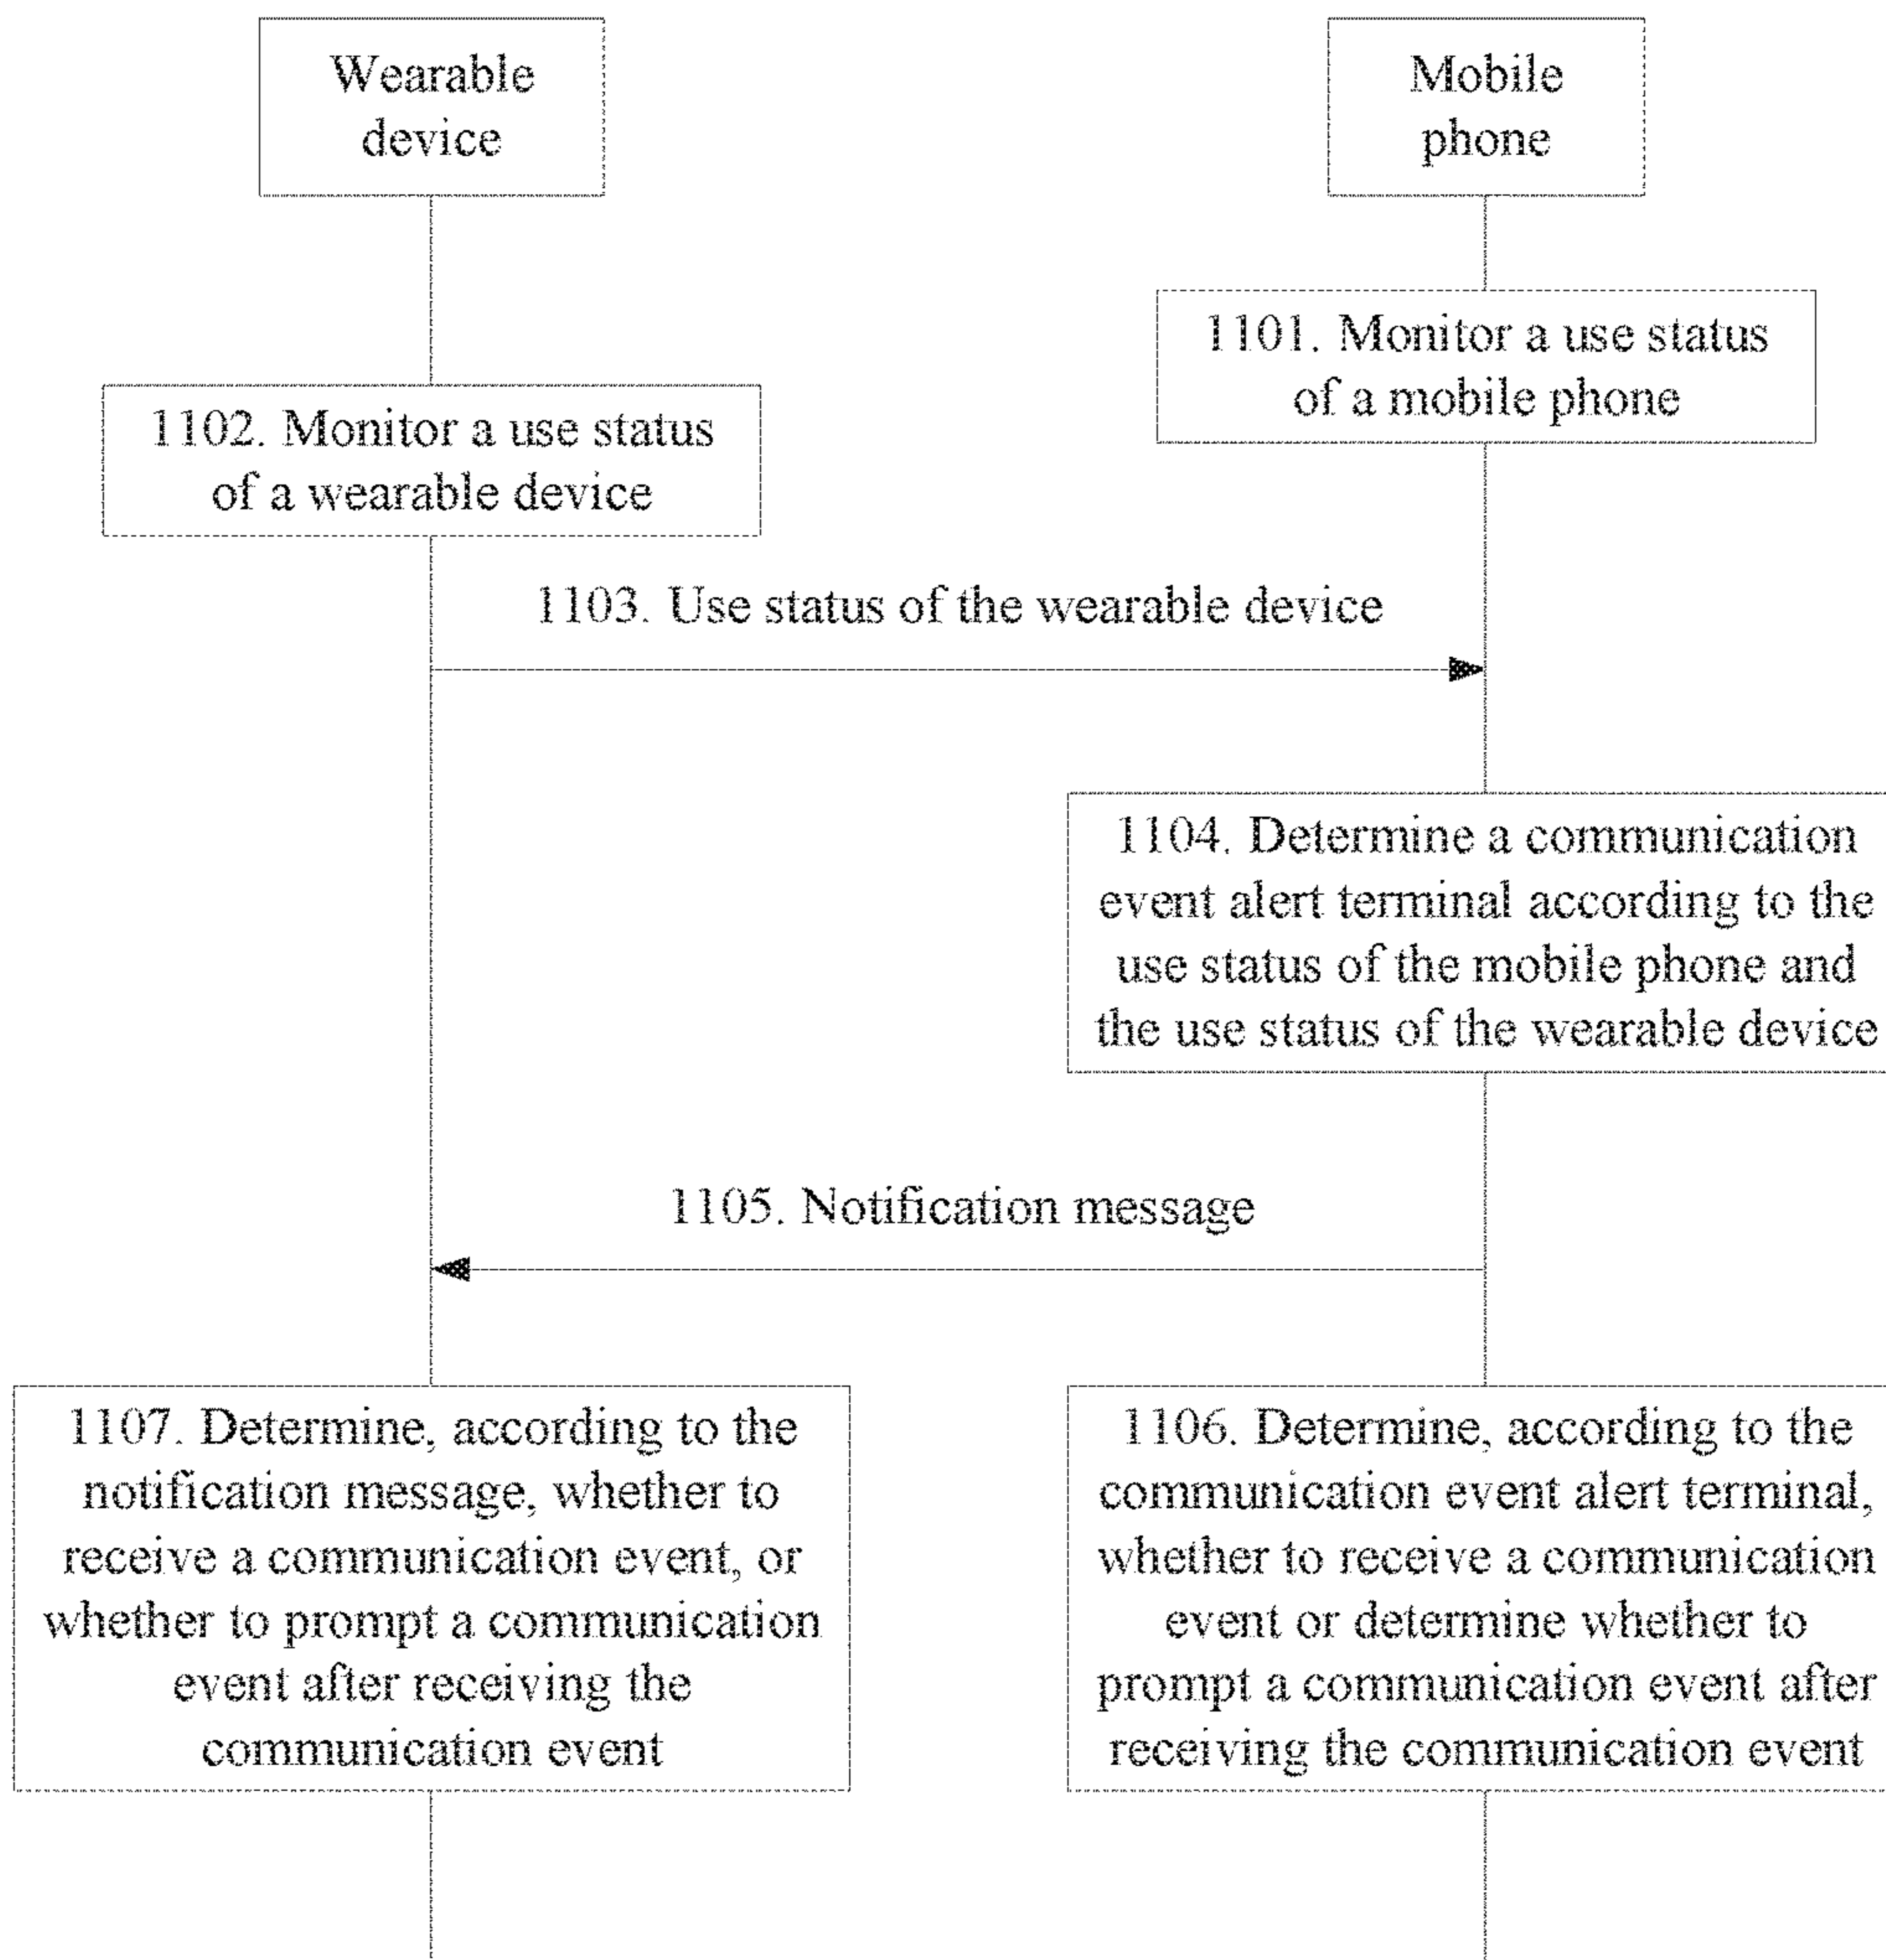 Wearable
device
Mobile
phone
1101. Monitor a use status
of a mobile phone
1102. Monitor a use status
of a wearable device
1103. Use status of the wearable device
1104. Determine a communication
event alert terminal according to the
use status of the mobile phone and
the use status of the wearable device
1105. Notification message
1107. Determine, according to the
notification message, whether to
receive a communication event, or
whether to prompt a communication
event after receiving the
communication event
1106. Determine, according to the
communication event alert terminal,
whether to receive a communication
event or determine whether to
prompt a communication event after
receiving the communication event